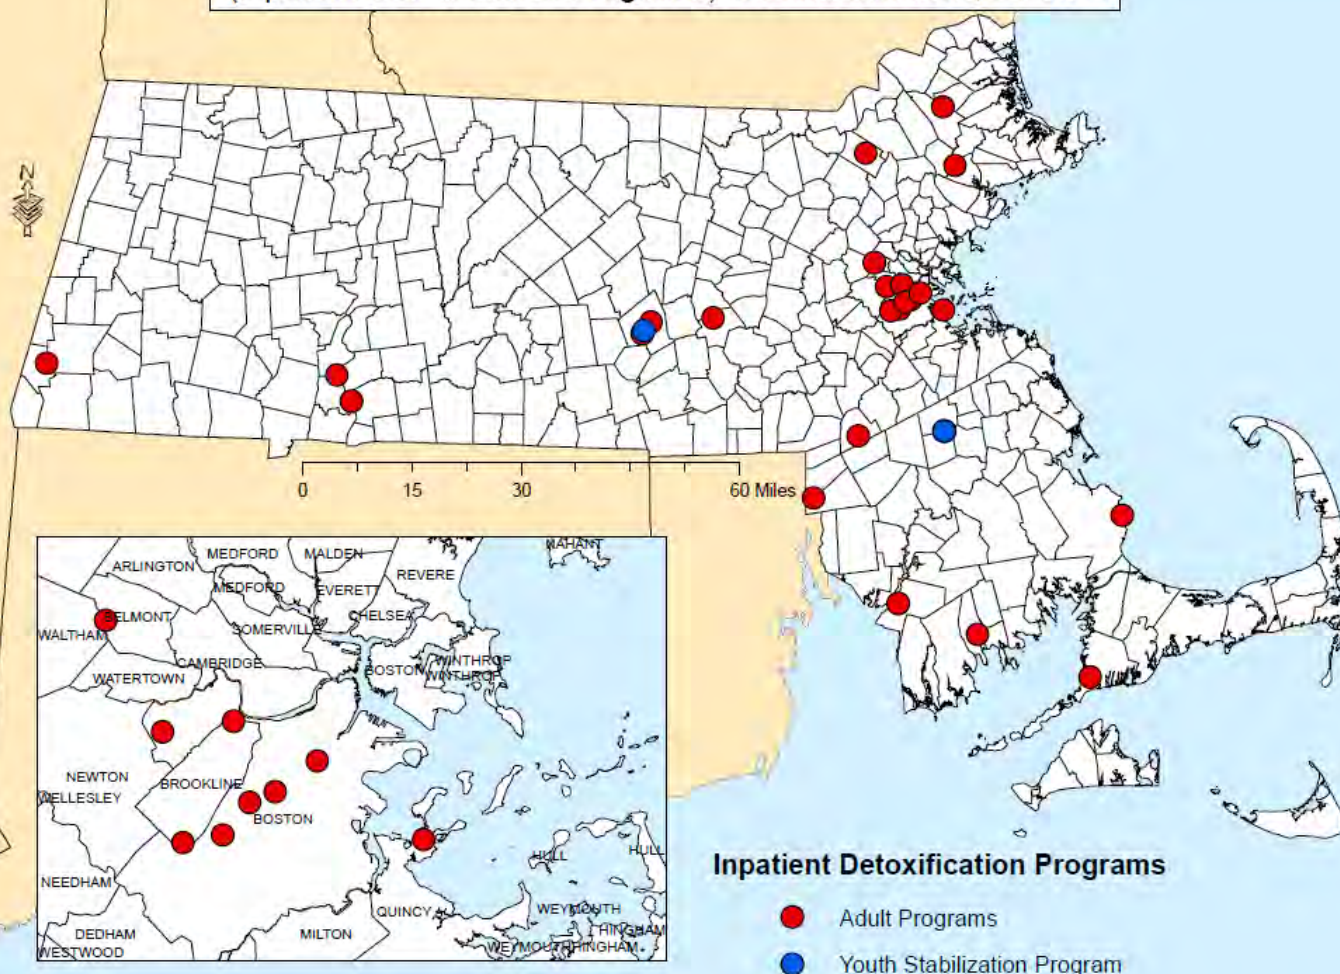 N
0 15 30 60 Miles
NAHANT
MEDFORD MALDEN
ARLINGTON
REVERE
MEDFORD
EVERETT
CHELSEA
BELMONT
SOMERVILLE
WALTHAM
CAMBRIDGE
BOSTON
WINTHROP
WINTHROP
WATERTOWN
NEWTON
BROOKLINE
WELLESLEY
BOSTON
HULL
HULL
NEEDHAM
QUINCY
WEYMOUTH
HINGHAM
DEDHAM
MILTON
WEYMOUTH
HINGHAM
WESTWOOD
Inpatient Detoxification Programs
Adult Programs
Youth Stabilization Program